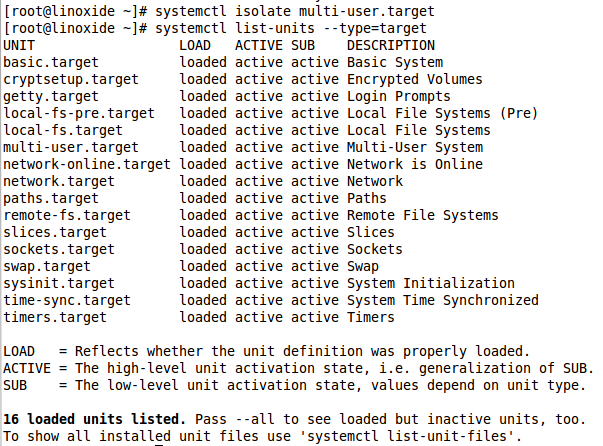 [root@linoxide ~]# systemctl isolate multi-user.target
[root@linoxide ~]# systemctl list-units --type=target
UNIT                  LOAD   ACTIVE SUB    DESCRIPTION
basic.target          loaded active active Basic System
cryptsetup.target     loaded active active Encrypted Volumes
getty.target          loaded active active Login Prompts
local-fs-pre.target   loaded active active Local File Systems (Pre)
local-fs.target       loaded active active Local File Systems
multi-user.target     loaded active active Multi-User System
network-online.target loaded active active Network is Online
network.target        loaded active active Network
paths.target          loaded active active Paths
remote-fs.target      loaded active active Remote File Systems
slices.target         loaded active active Slices
sockets.target        loaded active active Sockets
swap.target           loaded active active Swap
sysinit.target        loaded active active System Initialization
time-sync.target      loaded active active System Time Synchronized
timers.target         loaded active active Timers

LOAD   = Reflects whether the unit definition was properly loaded.
ACTIVE = The high-level unit activation state, i.e. generalization of SUB.
SUB    = The low-level unit activation state, values depend on unit type.

16 loaded units listed. Pass --all to see loaded but inactive units, too.
To show all installed unit files use 'systemctl list-unit-files'.